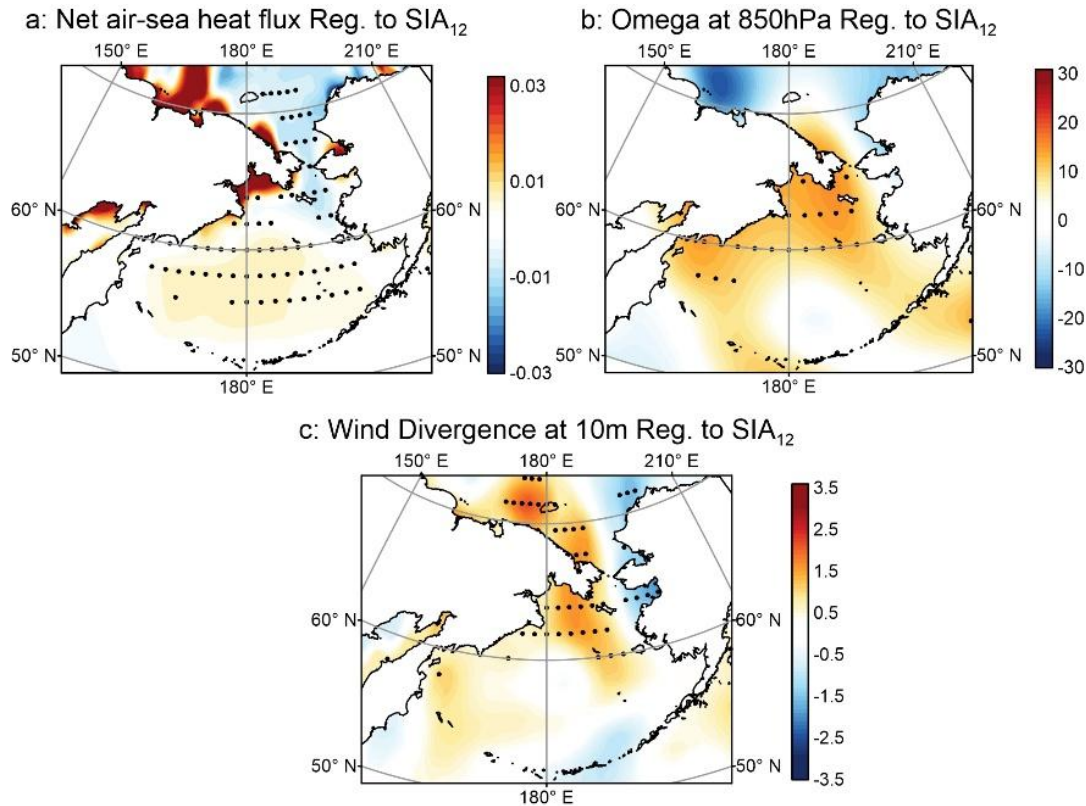 a: Net air-sea heat flux Reg. to SIA₁₂
b: Omega at 850hPa Reg. to SIA₁₂
150° E 180° E 210° E
150° E 180° E 210° E
0.03
0.01
-0.01
-0.03
30
20
10
0
-10
-20
-30
60° N 60° N
60° N 60° N
50° N 50° N
50° N 50° N
180° E
180° E
c: Wind Divergence at 10m Reg. to SIA₁₂
150° E 180° E 210° E
3.5
2.5
1.5
0.5
-0.5
-1.5
-2.5
-3.5
60° N 60° N
50° N 50° N
180° E